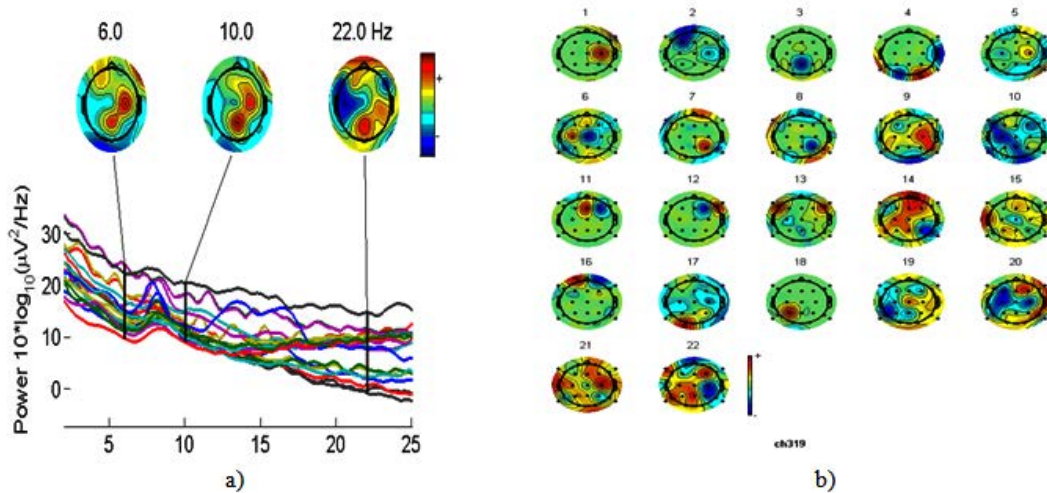 6.0 10.0 22.0 Hz
+
-
Power 10*log10(μV2/Hz)
30
20
10
0
5 10 15 20 25
a)
1 2 3 4 5
6 7 8 9 10
11 12 13 14 15
16 17 18 19 20
21 22
+
-
ch319
b)